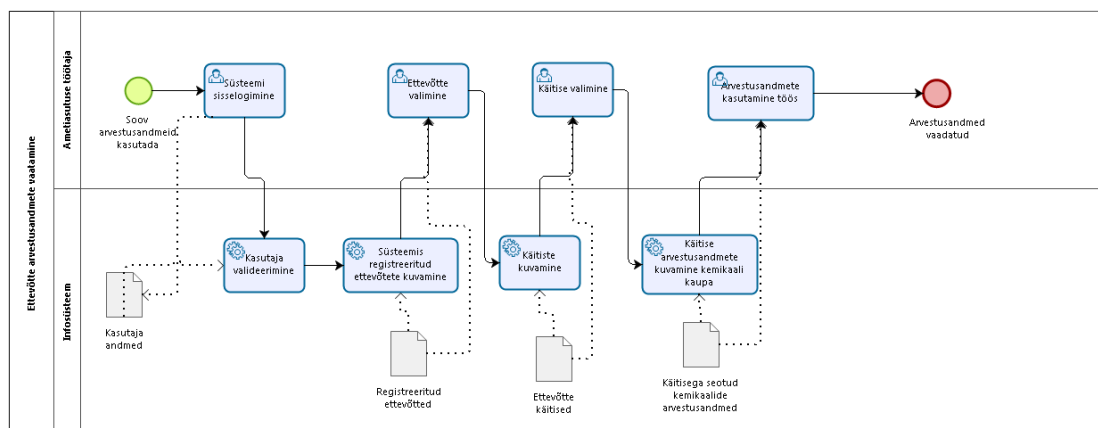 Ettevõtte arvestusandmete vaatamine
Ametiasutuse töötaja
Soov
arvestusandmeid
kasutada
Süsteemi
sisselogimine
Ettevõtte
valimine
Käitise valimine
Arvestusandmete
kasutamine töös
Arvestusandmed
vaadatud
Infosüsteem
Kasutaja
andmed
Kasutaja
valideerimine
Süsteemis
registreeritud
ettevõtete kuvamine
Registreeritud
ettevõtted
Käitiste
kuvamine
Ettevõtte
käitised
Käitise
arvestusandmete
kuvamine kemikaali
kaupa
Käitisega seotud
kemikaalide
arvestusandmed